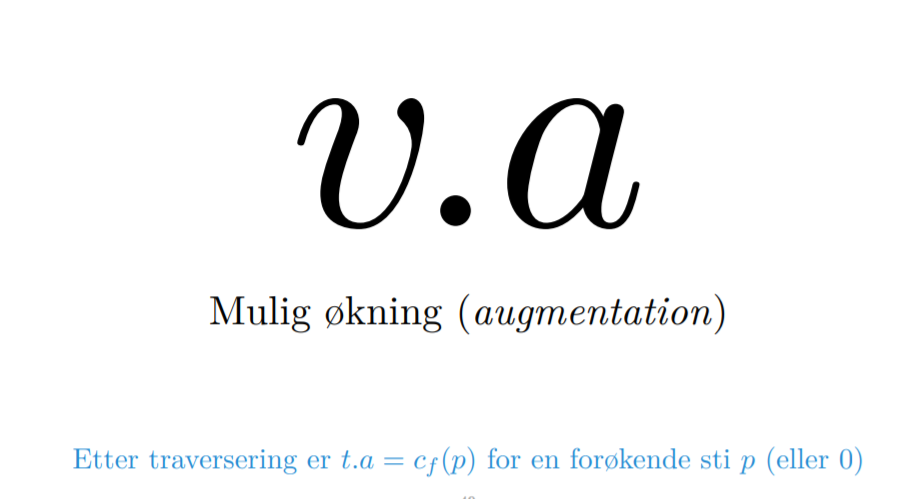 v.a
Mulig økning (augmentation)
Etter traversering er t.a = c_f(p) for en forøkende sti p (eller 0)